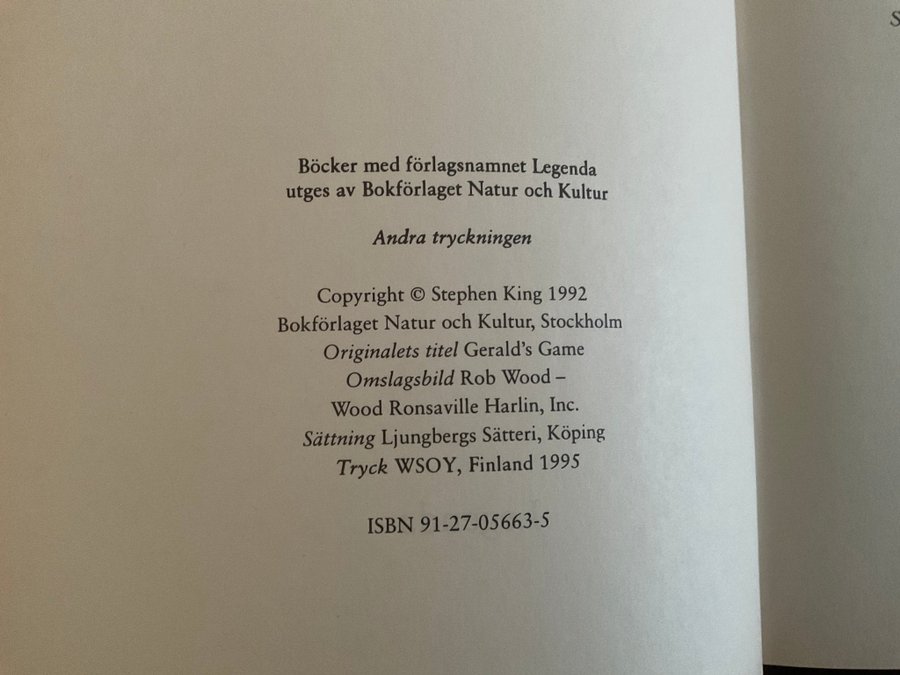 Böcker med förlagsnamnet Legenda
utges av Bokförlaget Natur och Kultur
Andra tryckningen
Copyright © Stephen King 1992
Bokförlaget Natur och Kultur, Stockholm
Originalets titel Gerald's Game
Omslagsbild Rob Wood –
Wood Ronsaville Harlin, Inc.
Sättning Ljungbergs Sätteri, Köping
Tryck WSOY, Finland 1995
ISBN 91-27-05663-5